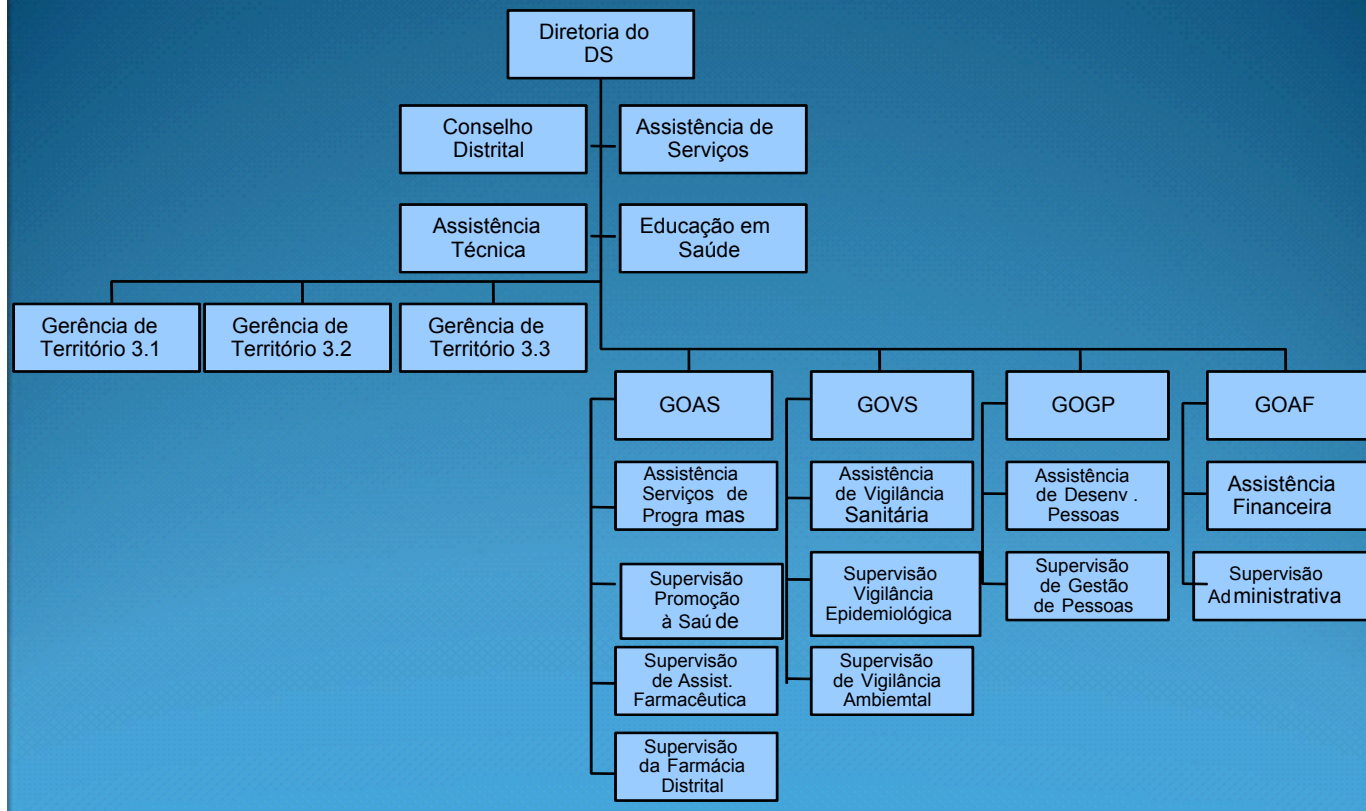 Diretoria do
DS
Conselho
Distrital
Assistência de
Serviços
Assistência
Técnica
Educação em
Saúde
Gerência de
Território 3.1
Gerência de
Território 3.2
Gerência de
Território 3.3
GOAS
GOVS
GOGP
GOAF
Assistência
Serviços de
Progra mas
Supervisão
Promoção
à Saú de
Supervisão
de Assist.
Farmacêutica
Supervisão
da Farmácia
Distrital
Assistência
de Vigilância
Sanitária
Supervisão
Vigilância
Epidemiológica
Supervisão
de Vigilância
Ambiemtal
Assistência
de Desenv .
Pessoas
Supervisão
de Gestão
de Pessoas
Assistência
Financeira
Supervisão
Ad ministrativa